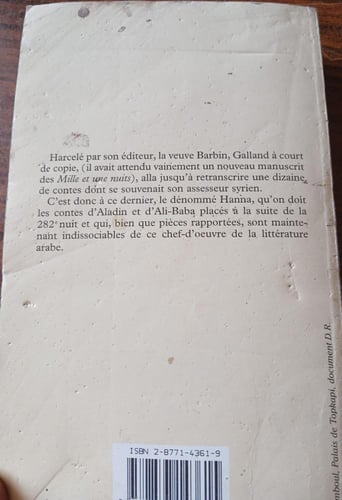 Harcelé par son éditeur, la veuve Barbin, Galland à court
de copie, (il avait attendu vainement un nouveau manuscrit
des Mille et une nuits), alla jusqu'à retranscrire une dizaine
de contes dont se souvenait son assesseur syrien.
C'est donc à ce dernier, le dénommé Hanna, qu'on doit
les contes d'Aladin et d'Ali-Baba placés à la suite de la
282e nuit et qui, bien que pièces rapportées, sont mainte-
nant indissociables de ce chef-d'oeuvre de la littérature
arabe.
ISBN 2-8771-4361-9
Palais de Topkapi, document D.R.